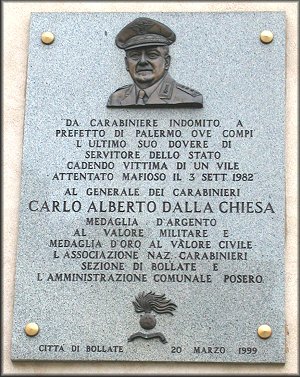 DA CARABINIERE INDOMITO A
PREFETTO DI PALERMO OVE COMPÌ
L ULTIMO SUO DOVERE DI
SERVITORE DELLO STATO
CADENDO VITTIMA DI UN VILE
ATTENTATO MAFIOSO IL 3 SETT 1982
AL GENERALE DEI CARABINIERI
CARLO ALBERTO DALLA CHIESA
MEDAGLIA D'ARGENTO
AL VALORE MILITARE E
MEDAGLIA D'ORO AL VALORE CIVILE
L ASSOCIAZIONE NAZ CARABINIERI
SEZIONE DI BOLLATE E
L AMMINISTRAZIONE COMUNALE POSERO
CITTÀ DI BOLLATE 20 MARZO 1999